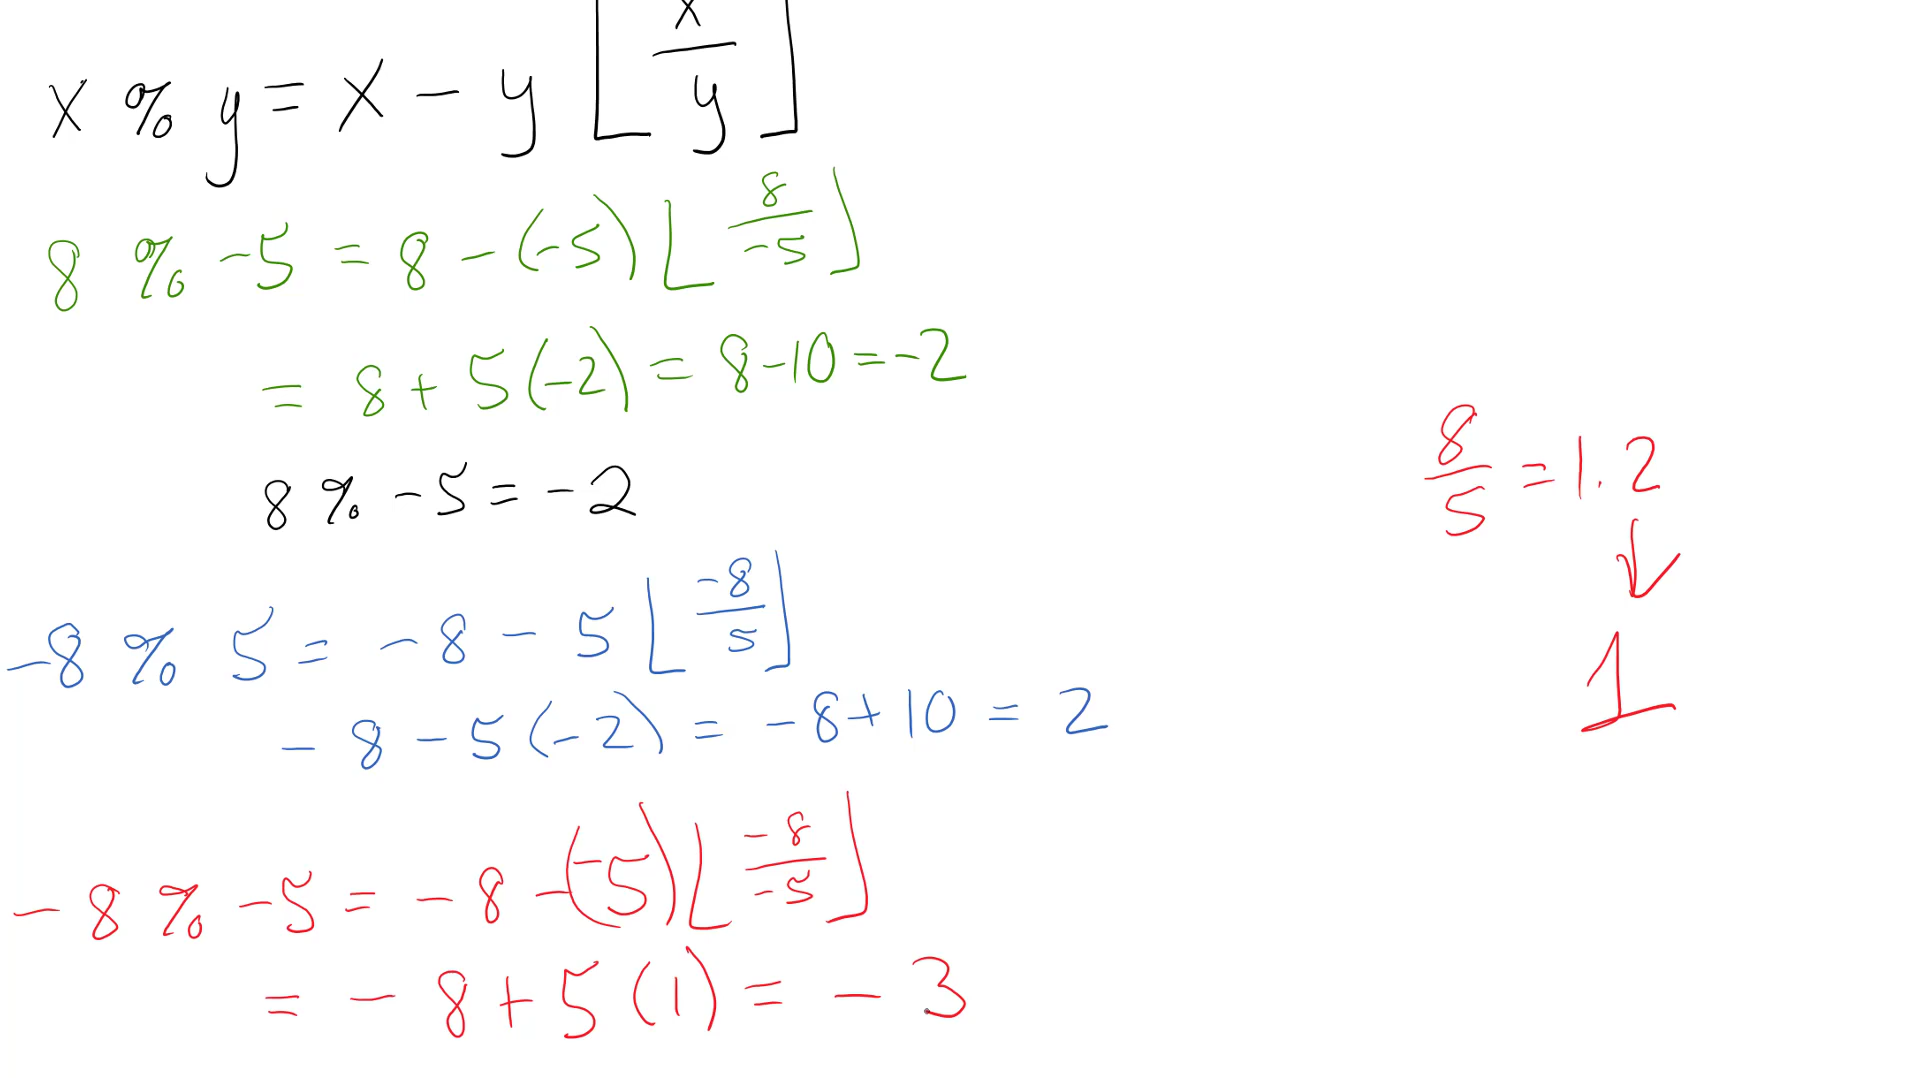 x % y = x - y ⌊x/y⌋
8 % -5 = 8 - (-5) ⌊8/-5⌋
= 8 + 5(-2) = 8 - 10 = -2
8 % -5 = -2
8/5 = 1.2
↓
1
-8 % 5 = -8 - 5 ⌊-8/5⌋
-8 - 5(-2) = -8 + 10 = 2
-8 % -5 = -8 - (-5) ⌊-8/-5⌋
= -8 + 5(1) = -3